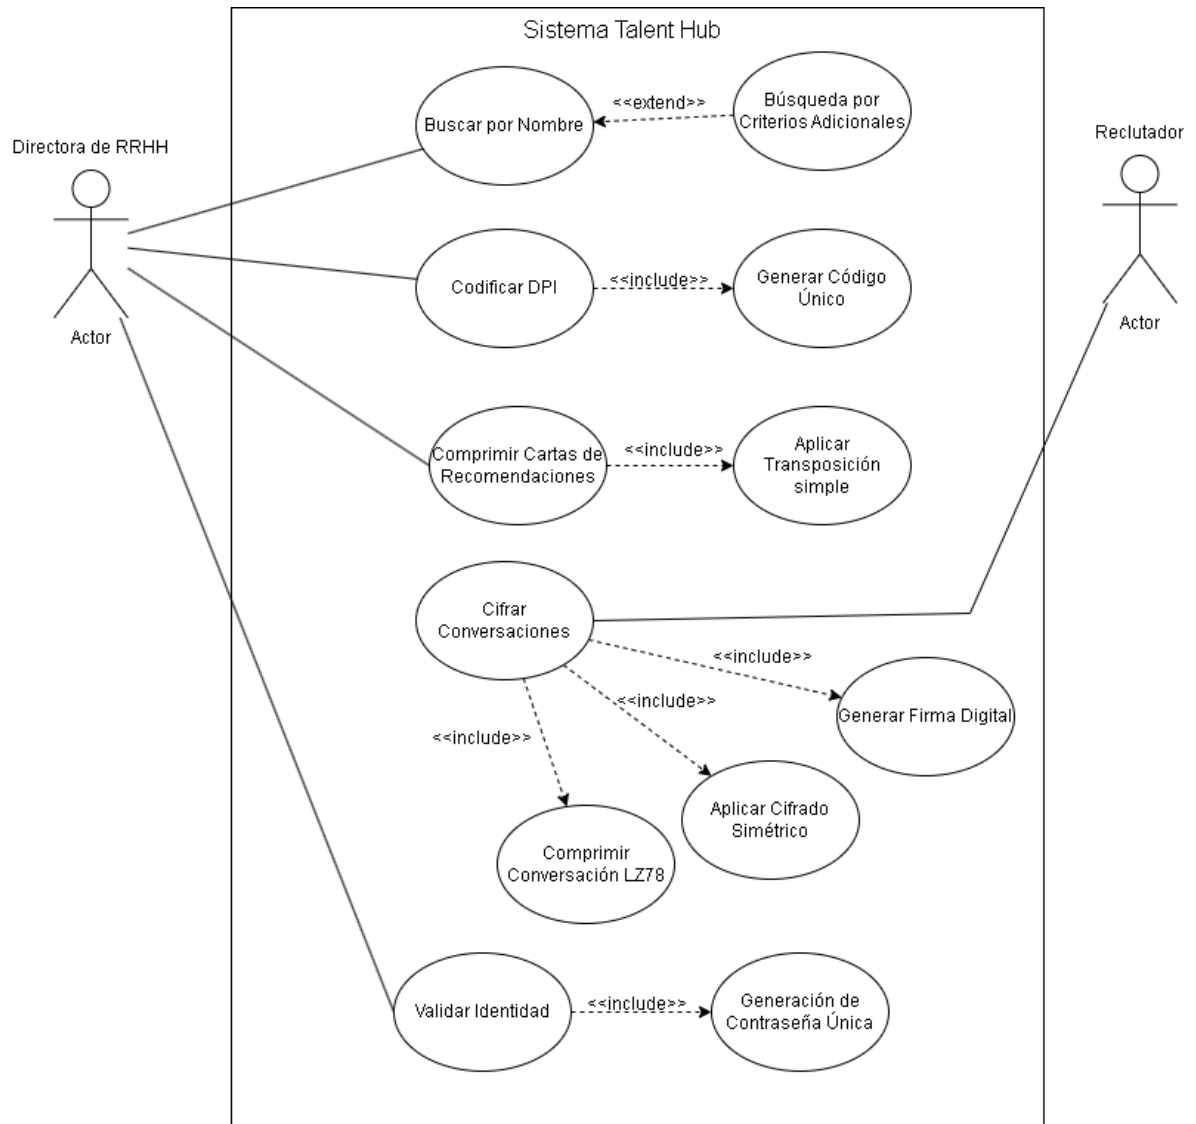 Sistema Talent Hub
Directora de RRHH
Actor
Reclutador
Actor
Buscar por Nombre
<<extend>>
Búsqueda por
Criterios Adicionales
Codificar DPI
<<include>>
Generar Código
Único
Comprimir Cartas de
Recomendaciones
<<include>>
Aplicar
Transposición
simple
Cifrar
Conversaciones
<<include>>
Generar Firma Digital
<<include>>
Aplicar Cifrado
Simétrico
<<include>>
Comprimir
Conversación LZ78
Validar Identidad
<<include>>
Generación de
Contraseña Única